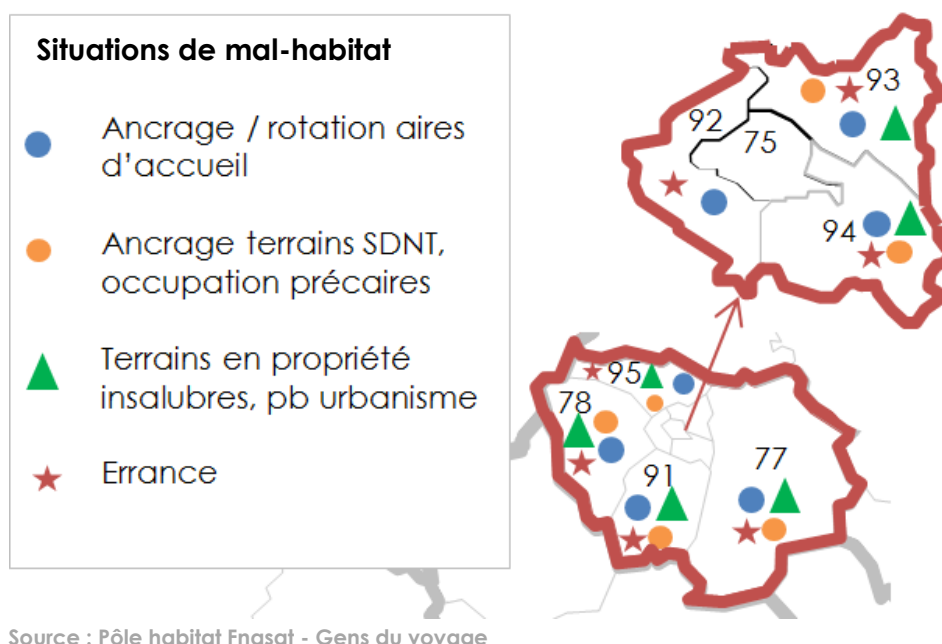 Situations de mal-habitat
Ancrage / rotation aires
d'accueil
Ancrage terrains SDNT,
occupation précaires
Terrains en propriété
insalubres, pb urbanisme
Errance
93
92
75
94
95
78
77
91
Source : Pôle habitat Fnasat - Gens du voyage